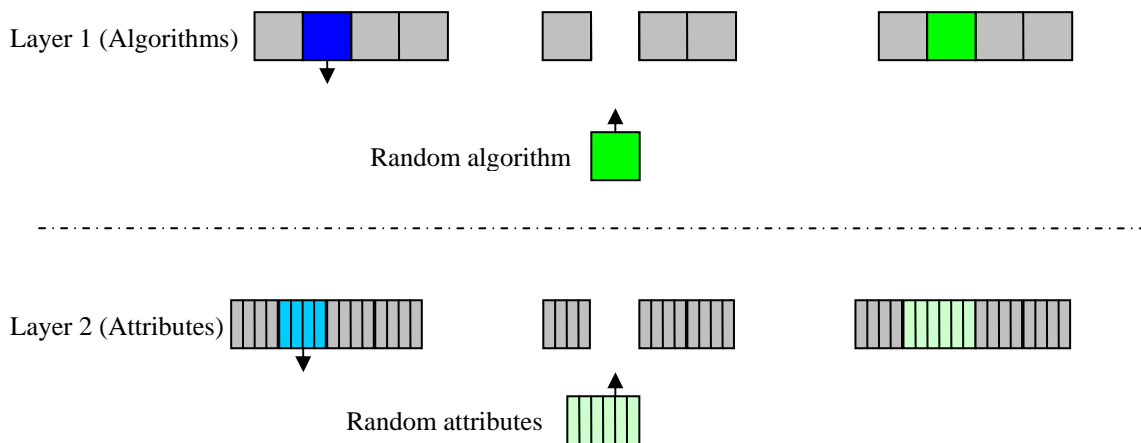 Layer 1 (Algorithms)
Random algorithm
Layer 2 (Attributes)
Random attributes